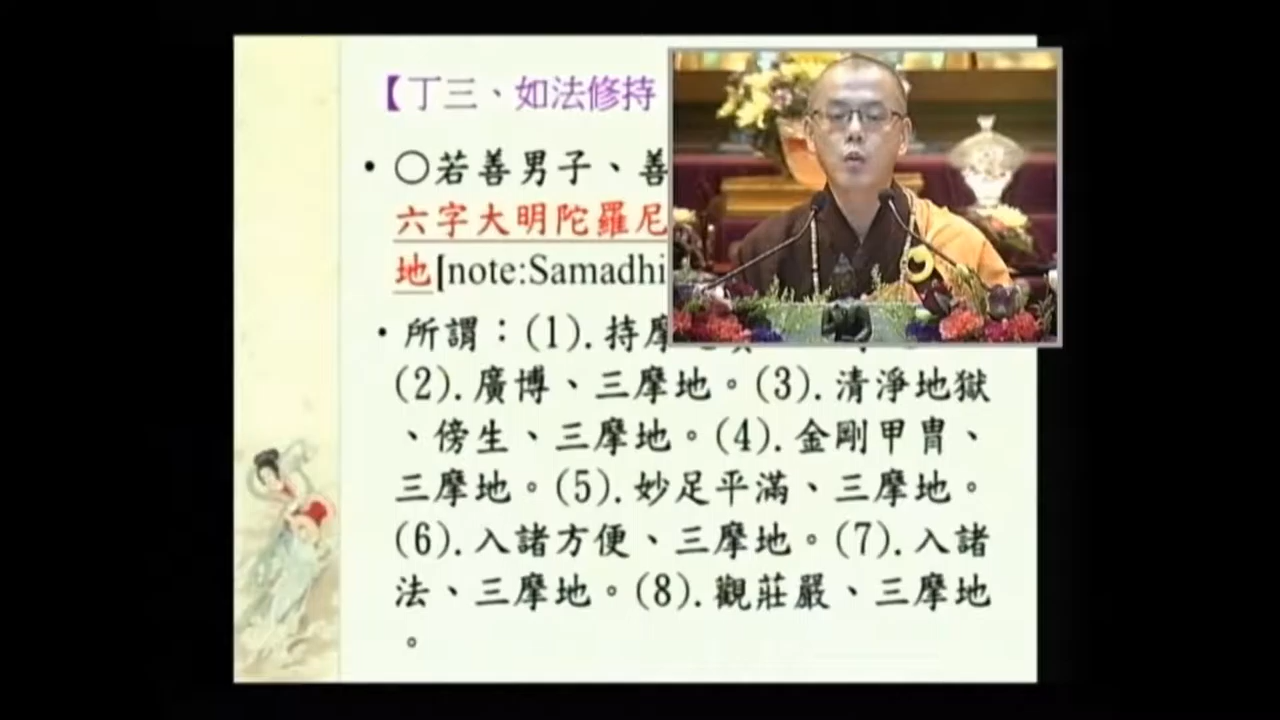 【丁三、如法修持
• ○若善男子、善
六字大明陀羅尼
地[note:Samadhi
• 所謂：(1).持摩
(2).廣博、三摩地。(3).清淨地獄
、傍生、三摩地。(4).金剛甲冑、
三摩地。(5).妙足平滿、三摩地。
(6).入諸方便、三摩地。(7).入諸
法、三摩地。(8).觀莊嚴、三摩地
。